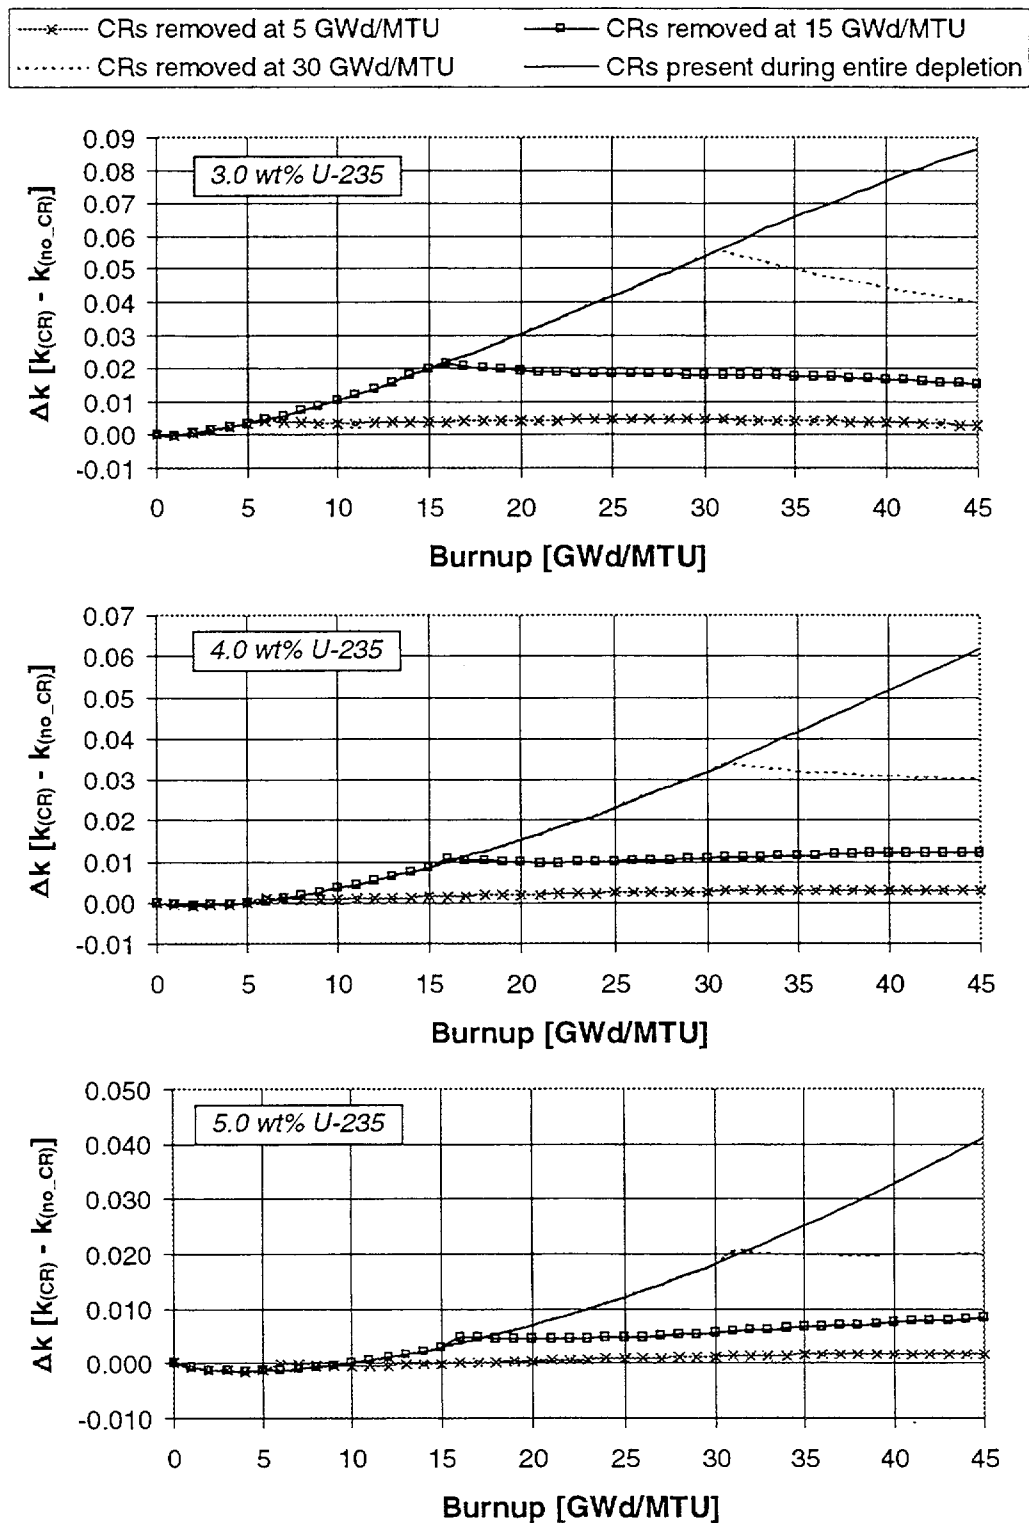 CRs removed at 5 GWd/MTU CRs removed at 15 GWd/MTU
CRs removed at 30 GWd/MTU CRs present during entire depletion
0.09
0.08
0.07
0.06
0.05
0.04
0.03
0.02
0.01
0.00
-0.01
Δk [k(CR) - k(no_CR)]
3.0 wt% U-235
0 5 10 15 20 25 30 35 40 45
Burnup [GWd/MTU]
0.07
0.06
0.05
0.04
0.03
0.02
0.01
0.00
-0.01
Δk [k(CR) - k(no_CR)]
4.0 wt% U-235
0 5 10 15 20 25 30 35 40 45
Burnup [GWd/MTU]
0.050
0.040
0.030
0.020
0.010
0.000
-0.010
Δk [k(CR) - k(no_CR)]
5.0 wt% U-235
0 5 10 15 20 25 30 35 40 45
Burnup [GWd/MTU]